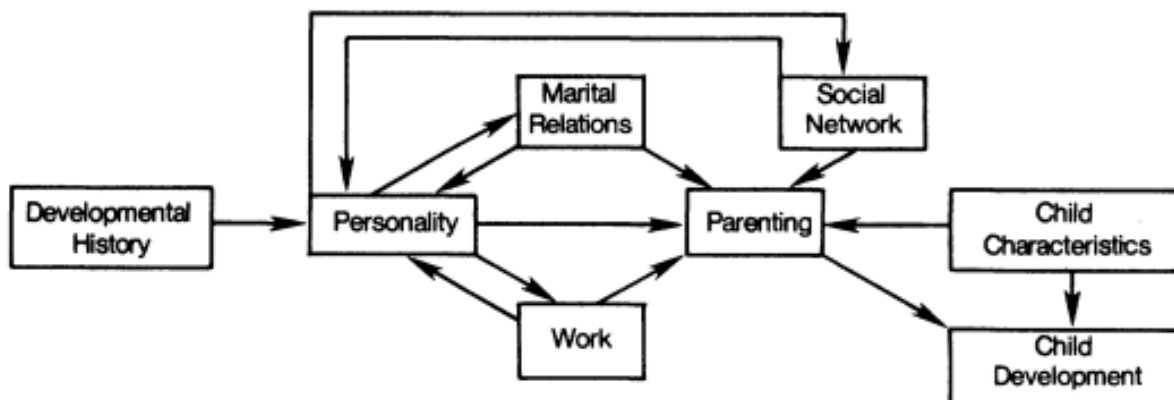 Marital
Relations
Social
Network
Developmental
History
Personality
Parenting
Child
Characteristics
Work
Child
Development